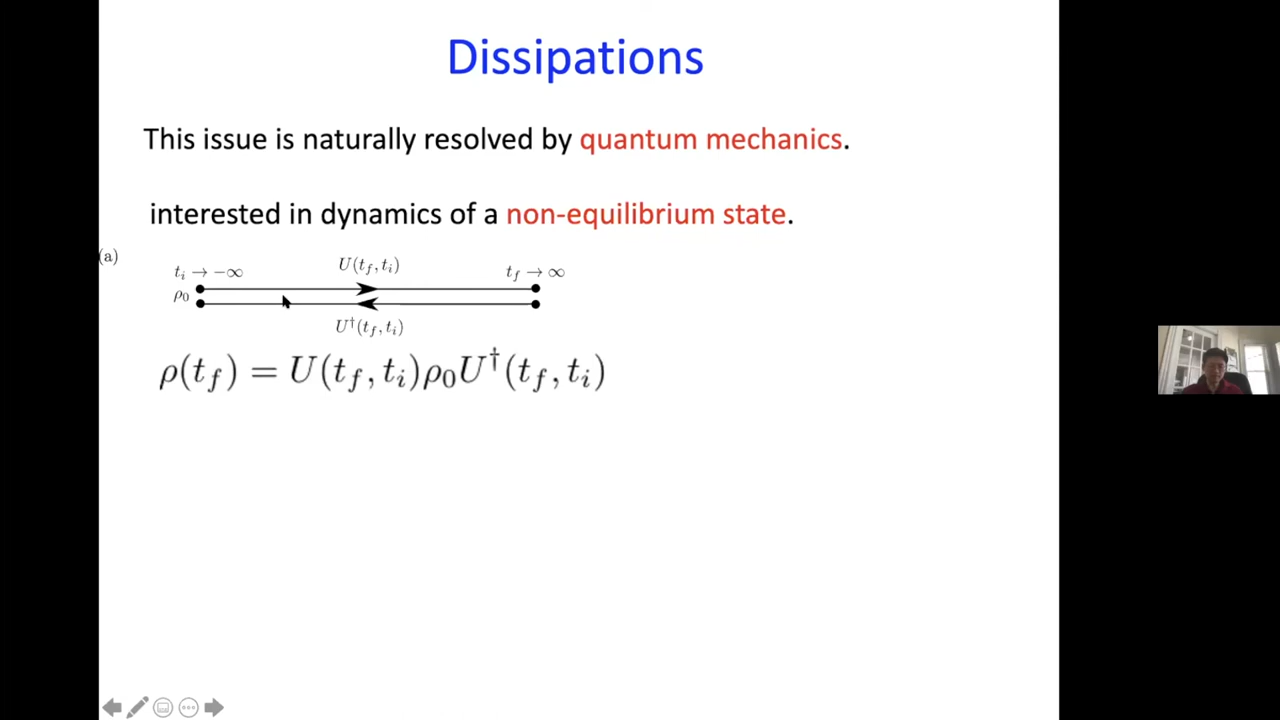 Dissipations
This issue is naturally resolved by quantum mechanics.
interested in dynamics of a non-equilibrium state.
(a)
t_i → −∞ U(t_f, t_i) t_f → ∞
ρ_0
U†(t_f, t_i)
ρ(t_f) = U(t_f, t_i)ρ_0U†(t_f, t_i)